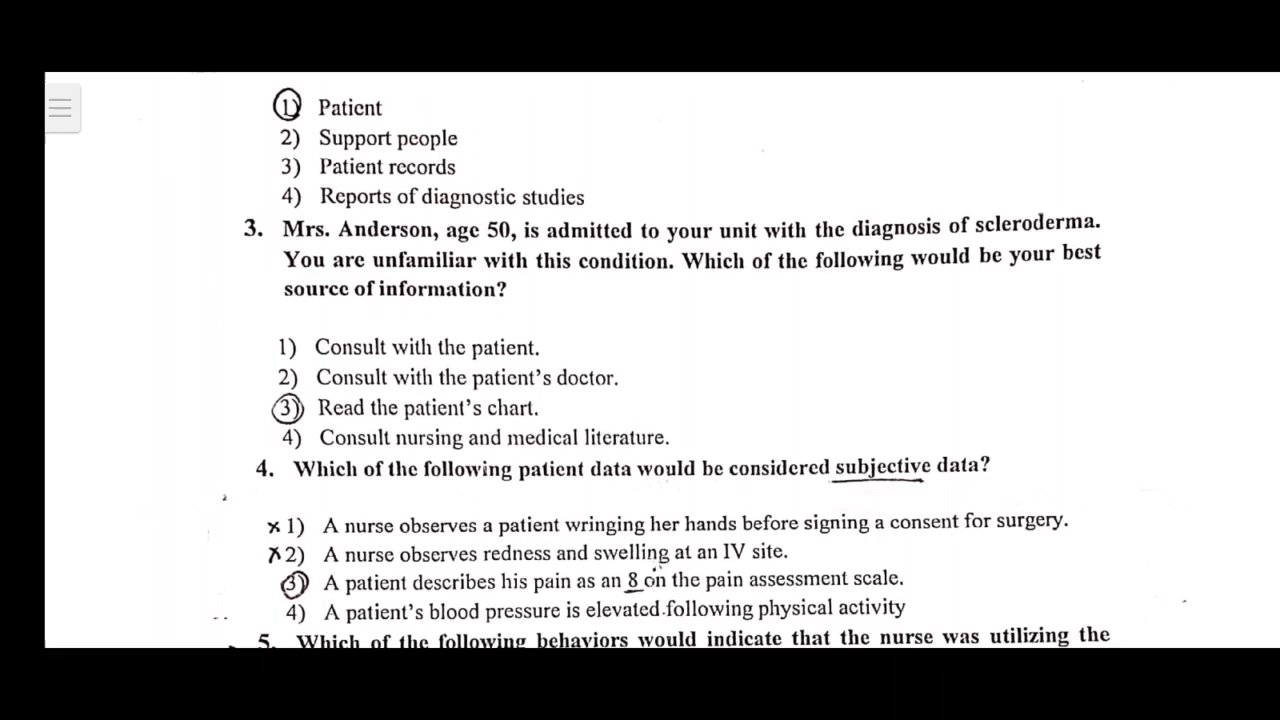 1) Patient
2) Support people
3) Patient records
4) Reports of diagnostic studies
3. Mrs. Anderson, age 50, is admitted to your unit with the diagnosis of scleroderma.
You are unfamiliar with this condition. Which of the following would be your best
source of information?
1) Consult with the patient.
2) Consult with the patient's doctor.
3) Read the patient's chart.
4) Consult nursing and medical literature.
4. Which of the following patient data would be considered subjective data?
x 1) A nurse observes a patient wringing her hands before signing a consent for surgery.
x 2) A nurse observes redness and swelling at an IV site.
3) A patient describes his pain as an 8 on the pain assessment scale.
4) A patient's blood pressure is elevated following physical activity
5. Which of the following behaviors would indicate that the nurse was utilizing the